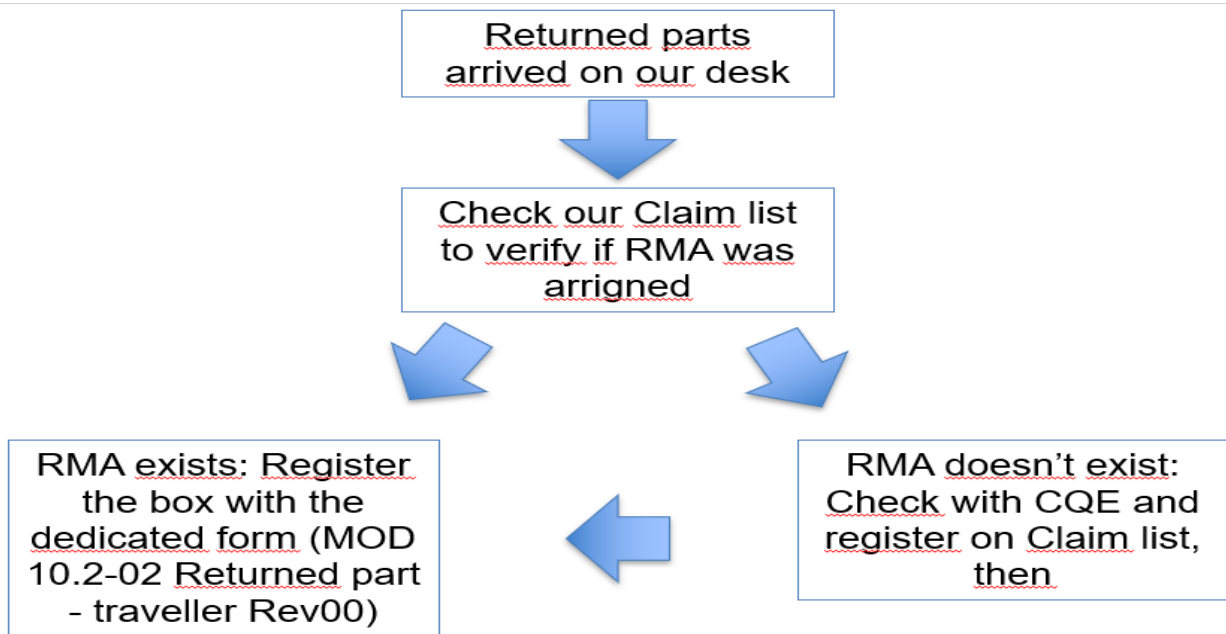 Returned parts
arrived on our desk
Check our Claim list
to verify if RMA was
arrigned
RMA exists: Register
the box with the
dedicated form (MOD
10.2-02 Returned part
- traveller Rev00)
RMA doesn’t exist:
Check with CQE and
register on Claim list,
then